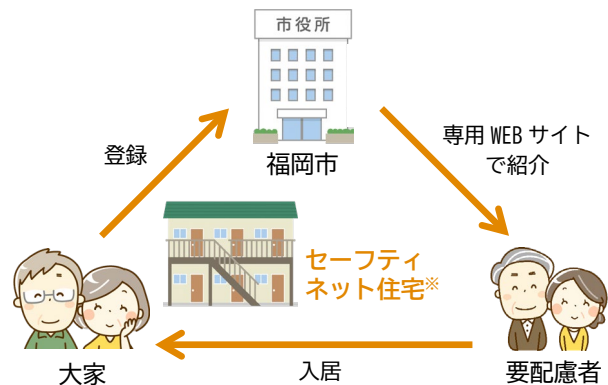 市役所
福岡市
登録
専用 WEB サイト
で紹介
セーフティ
ネット住宅※
大家
入居
要配慮者